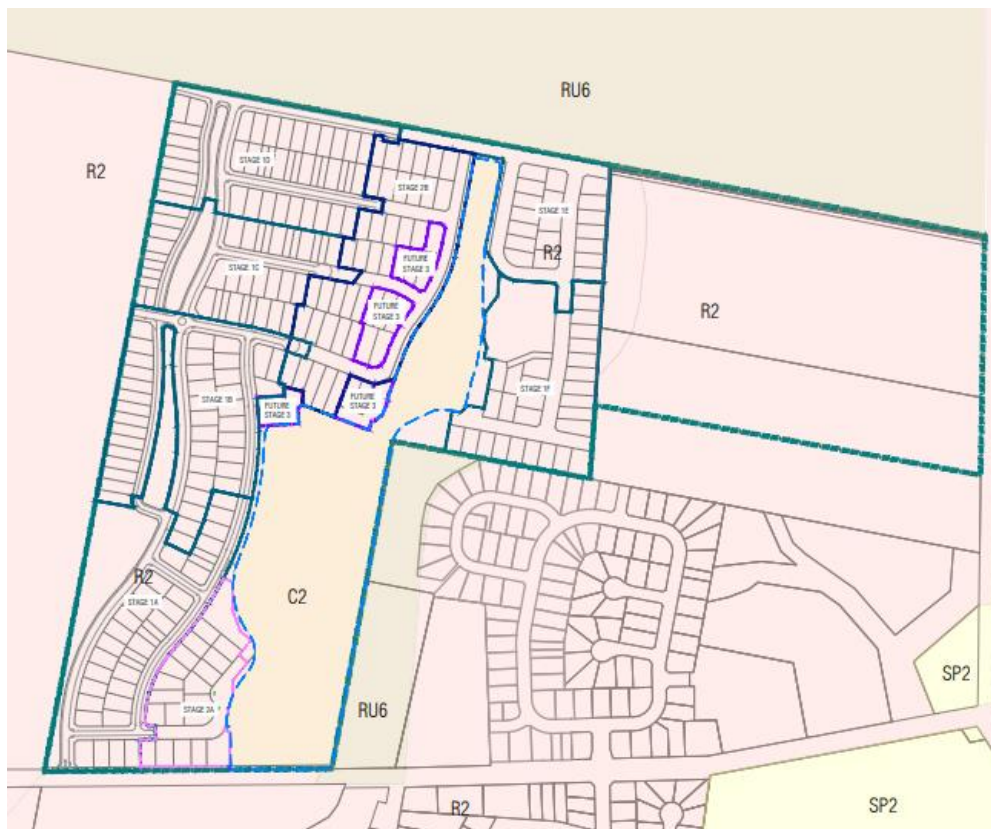 RU6
STAGE 1D
R2
STAGE 2B
STAGE 1E
R2
FUTURE
STAGE 3
STAGE 1C
FUTURE
STAGE 3
R2
STAGE 1F
STAGE 1B
FUTURE
STAGE 3
FUTURE
STAGE 3
R2
STAGE 1A
C2
SP2
STAGE 2A
RU6
R2
SP2